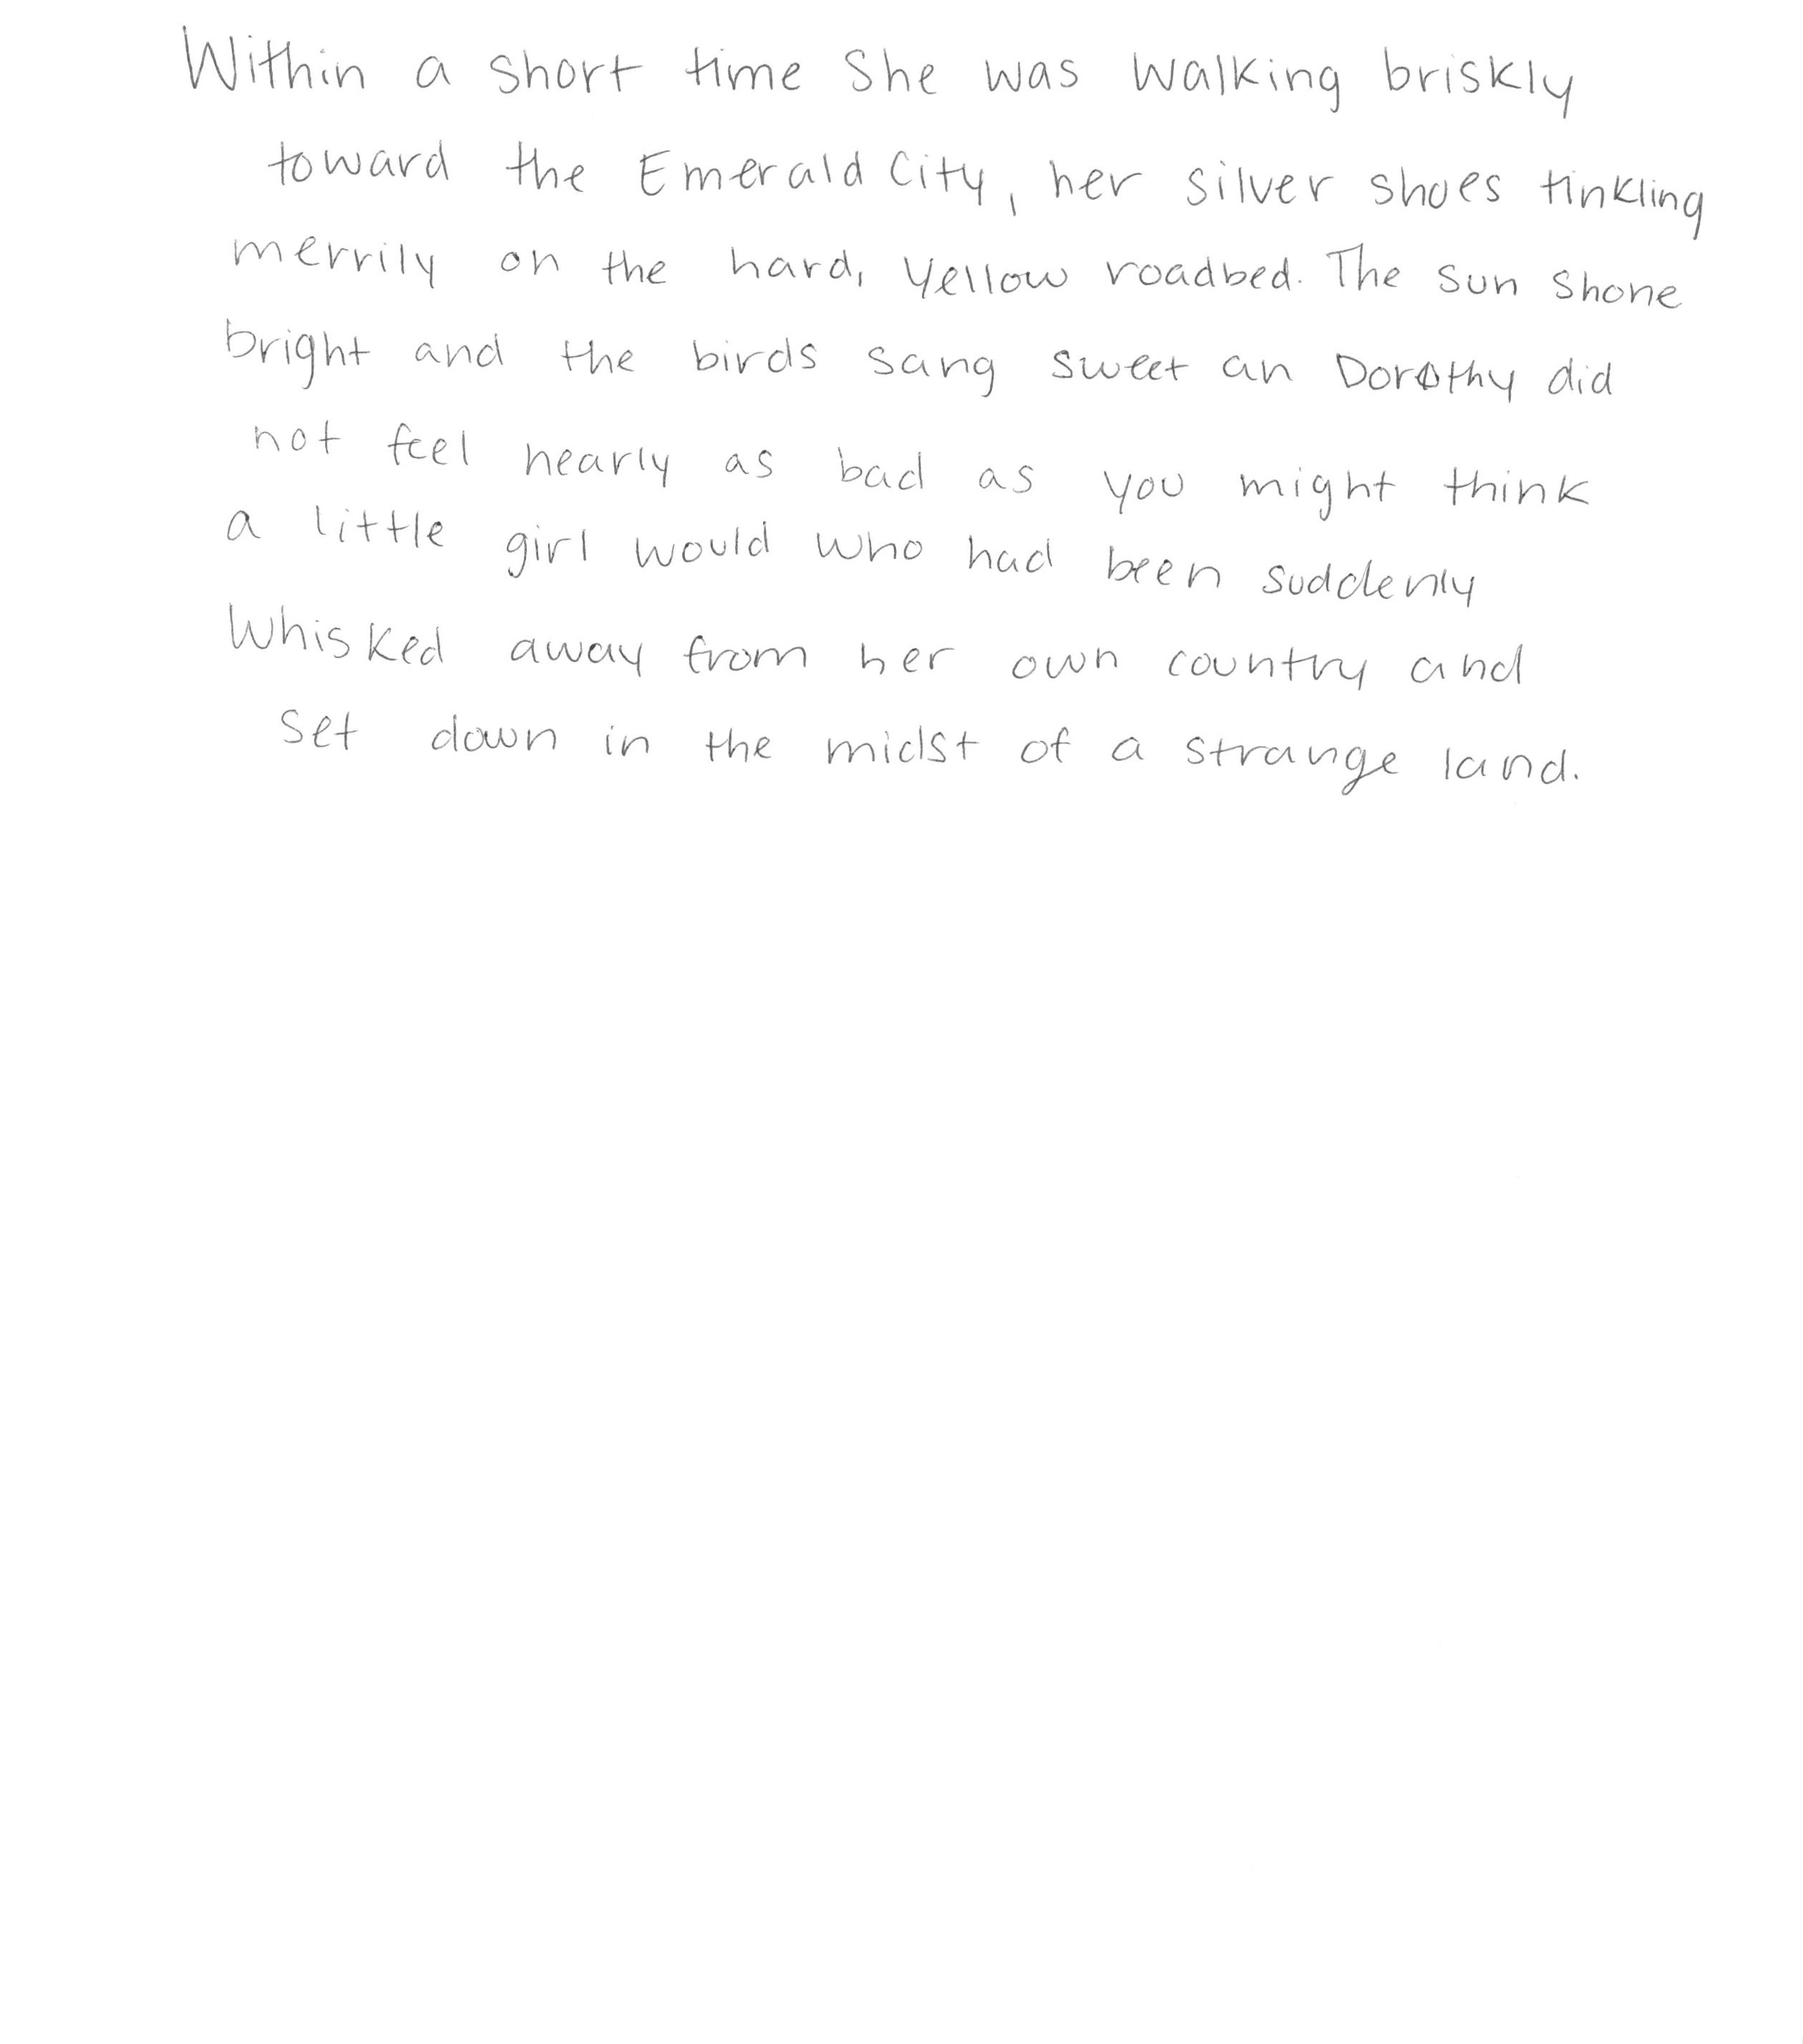 Within a short time she was walking briskly
toward the Emerald City, her silver shoes tinkling
merrily on the hard, yellow roadbed. The sun shone
bright and the birds sang sweet an Dorothy did
not feel nearly as bad as you might think
a little girl would who had been suddenly
whisked away from her own country and
set down in the midst of a strange land.